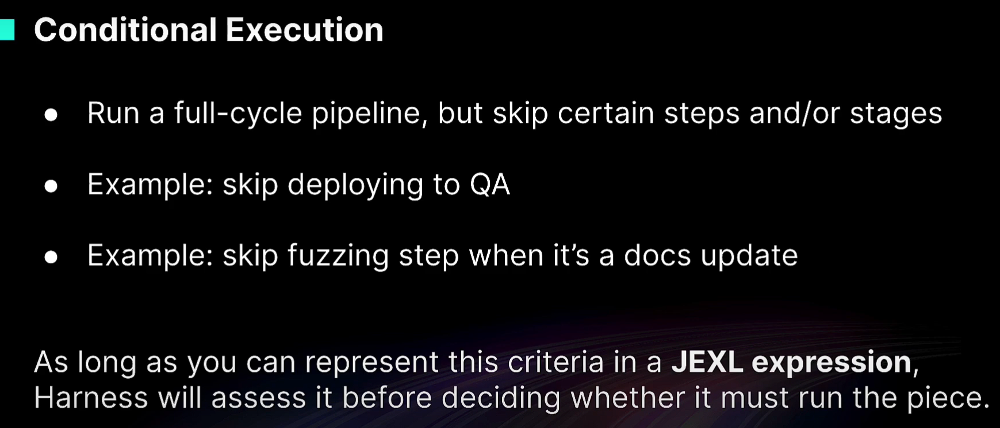 Conditional Execution
● Run a full-cycle pipeline, but skip certain steps and/or stages
● Example: skip deploying to QA
● Example: skip fuzzing step when it’s a docs update
As long as you can represent this criteria in a JEXL expression,
Harness will assess it before deciding whether it must run the piece.